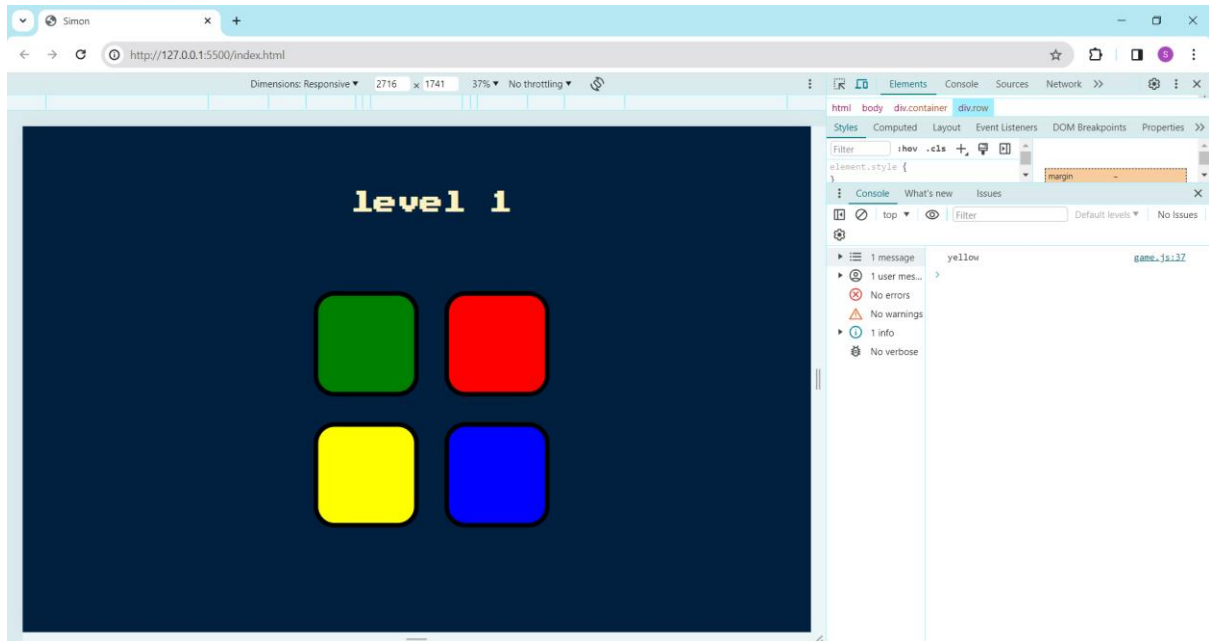 Simon
http://127.0.0.1:5500/index.html
S
Dimensions: Responsive ▼ 2716 x 1741 37% ▼ No throttling ▼
Elements Console Sources Network >>
html body div.container div.row
Styles Computed Layout Event Listeners DOM Breakpoints Properties >>
Filter :hov .cls +
element.style {
}
margin -
Console What's new Issues
top ▼ Filter Default levels ▼ No Issues
1 message yellow game.js:37
1 user mes...
No errors
No warnings
1 info
No verbose
level 1